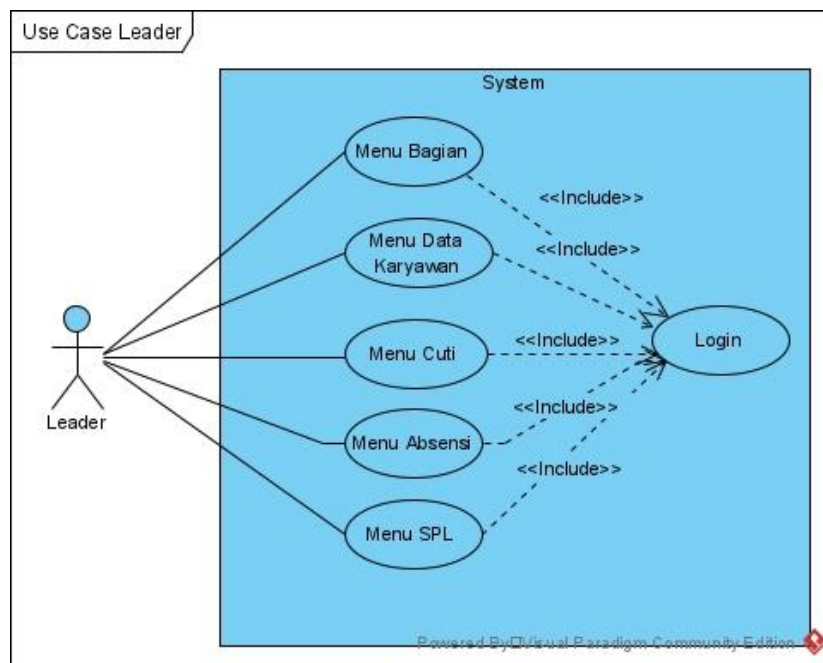 Use Case Leader
System
Menu Bagian
<<Include>>
Menu Data
Karyawan
<<Include>>
Menu Cuti
<<Include>>
Login
Leader
Menu Absensi
<<Include>>
Menu SPL
<<Include>>
Powered By□Visual Paradigm Community Edition